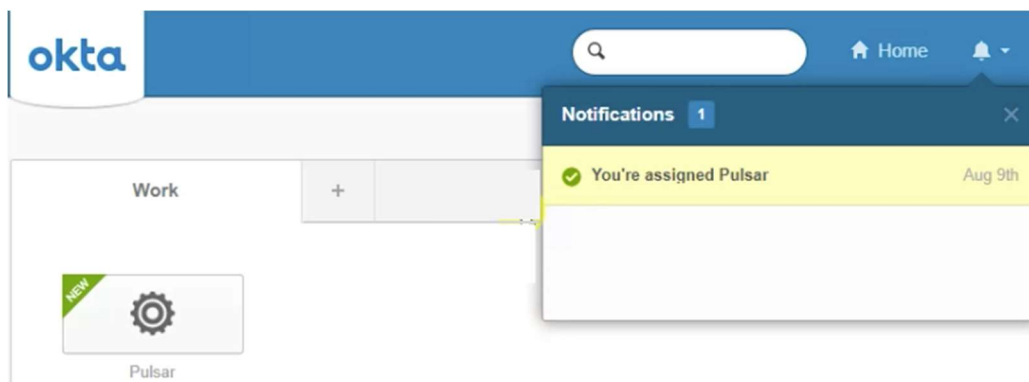 okta
Home
Notifications 1
You're assigned Pulsar Aug 9th
Work +
NEW
Pulsar